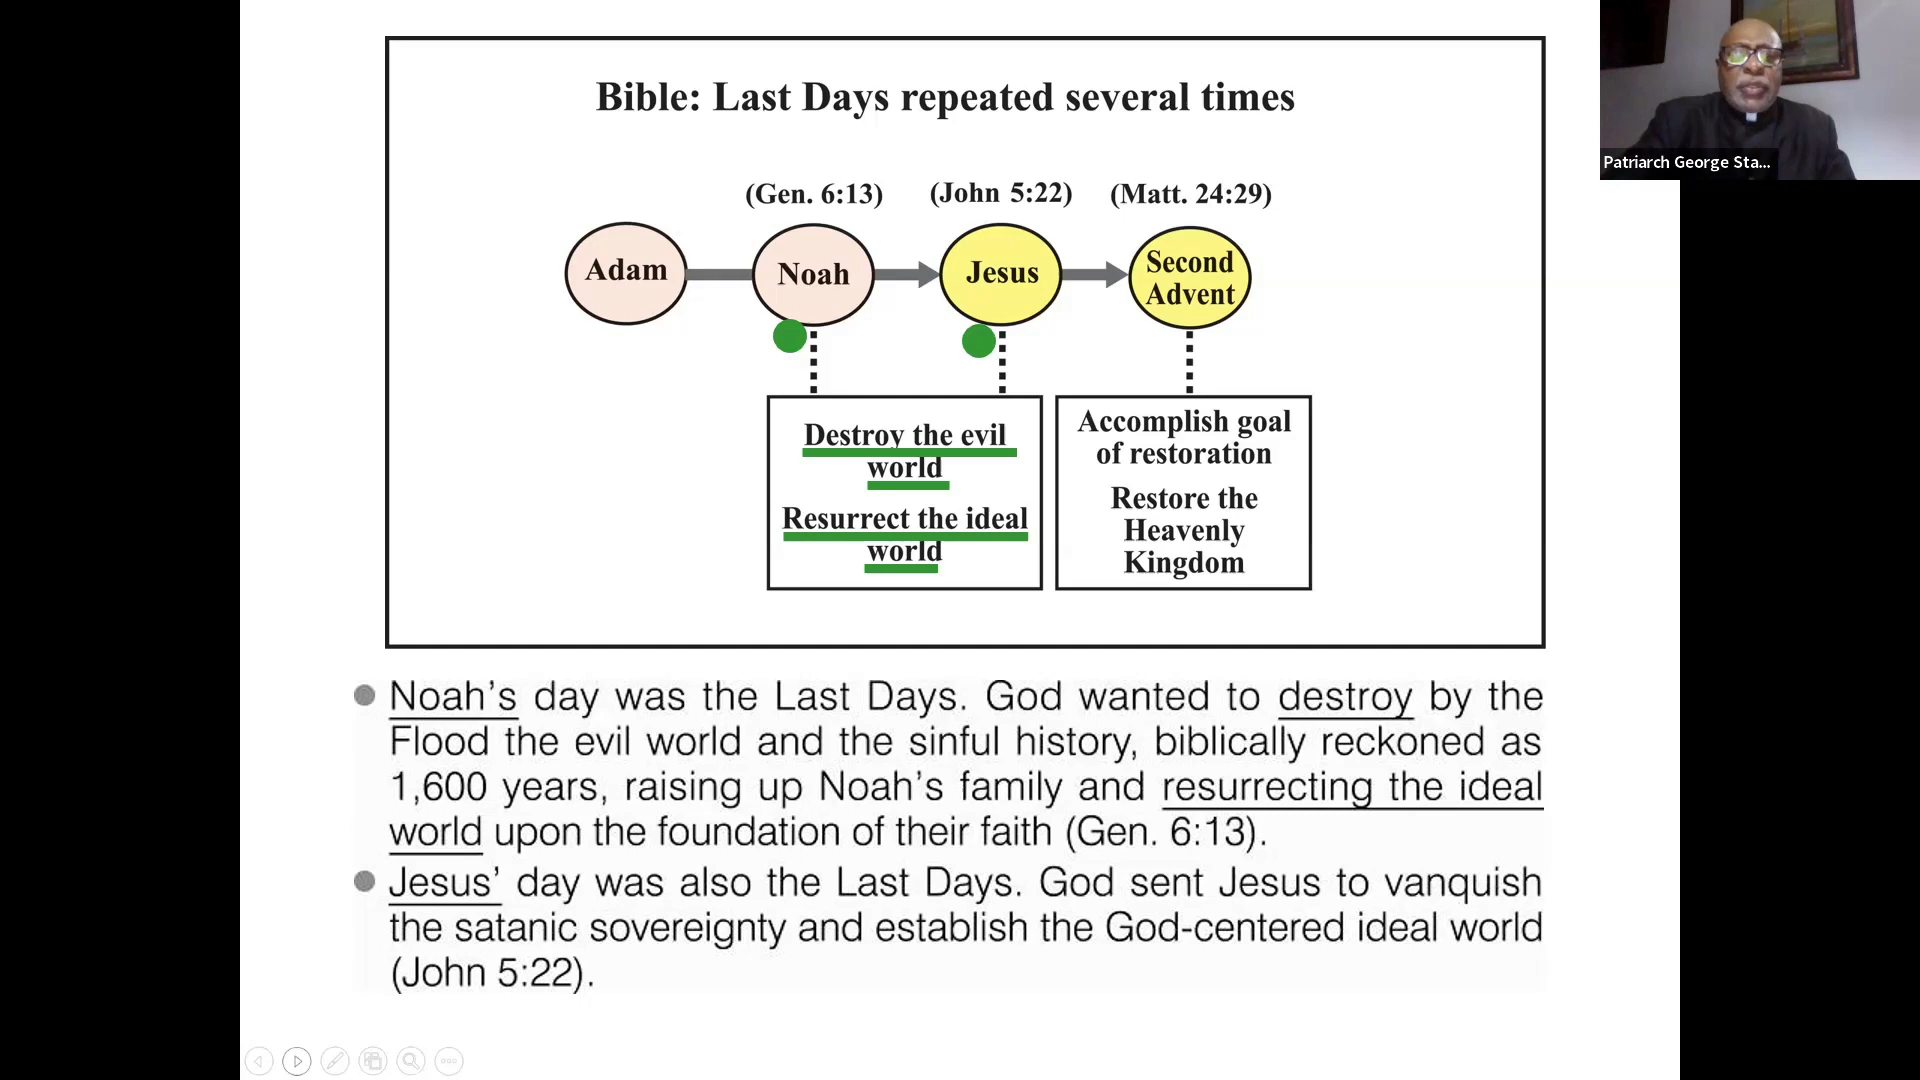 Bible: Last Days repeated several times
(Gen. 6:13) (John 5:22) (Matt. 24:29)
Adam
Noah
Jesus
Second
Advent
Destroy the evil
world
Resurrect the ideal
world
Accomplish goal
of restoration
Restore the
Heavenly
Kingdom
Noah's day was the Last Days. God wanted to destroy by the
Flood the evil world and the sinful history, biblically reckoned as
1,600 years, raising up Noah's family and resurrecting the ideal
world upon the foundation of their faith (Gen. 6:13).
Jesus' day was also the Last Days. God sent Jesus to vanquish
the satanic sovereignty and establish the God-centered ideal world
(John 5:22).
Patriarch George Sta...